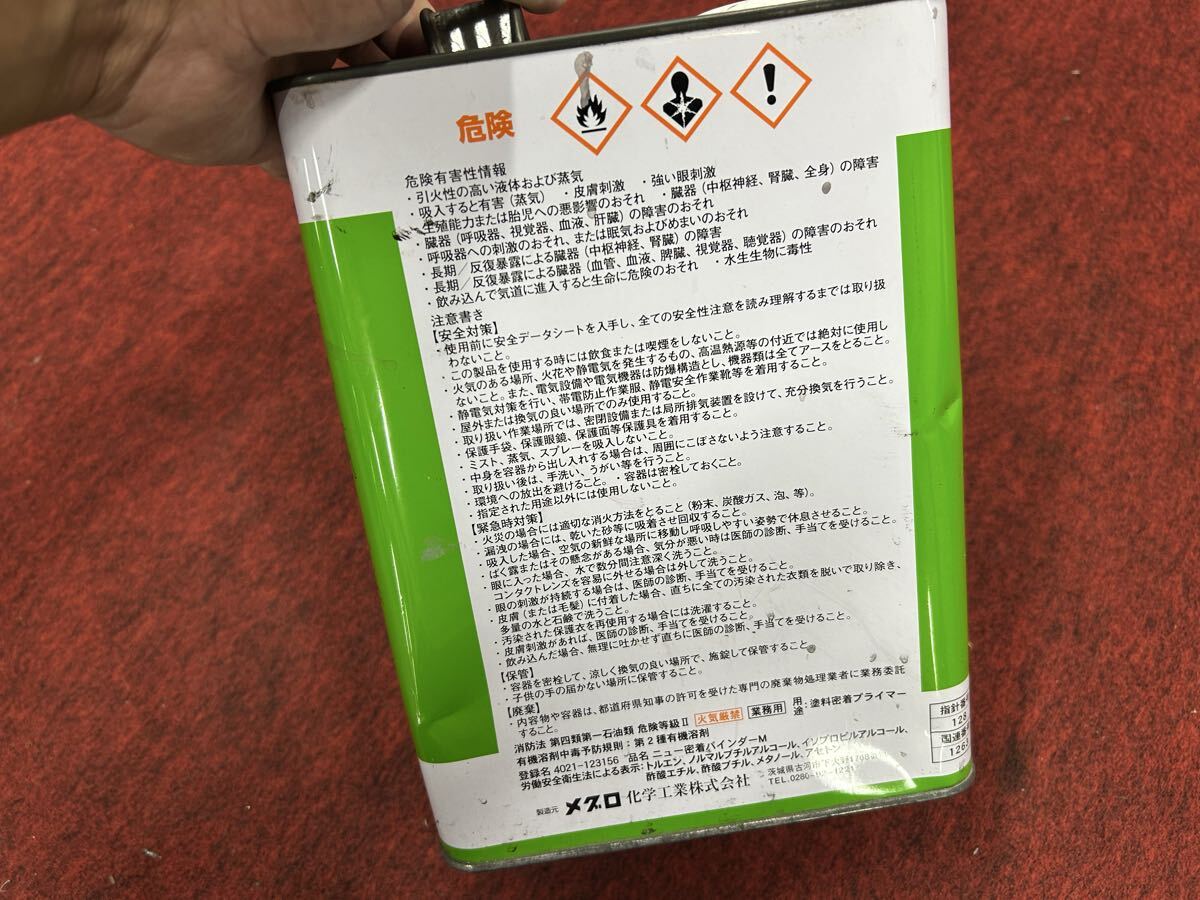 危険
危険有害性情報
・引火性の高い液体および蒸気
・吸入すると有害（蒸気） ・皮膚刺激 ・強い眼刺激
・生殖能力または胎児への悪影響のおそれ ・臓器（中枢神経、腎臓、全身）の障害
・臓器（呼吸器、視覚器、血液、肝臓）の障害のおそれ
・呼吸器への刺激のおそれ、または眠気およびめまいのおそれ
・長期／反復暴露による臓器（中枢神経、腎臓）の障害
・長期／反復暴露による臓器（血管、血液、脾臓、視覚器、聴覚器）の障害のおそれ
・飲み込んで気道に進入すると生命に危険のおそれ ・水生生物に毒性
注意書き
【安全対策】
・使用前に安全データシートを入手し、全ての安全性注意を読み理解するまでは取り扱
わないこと。
・この製品を使用する時には飲食または喫煙をしないこと。
・火気のある場所、火花や静電気を発生するもの、高温熱源等の付近では絶対に使用し
ないこと。また、電気設備や電気機器は防爆構造とし、機器類は全てアースをとること。
・静電気対策を行い、帯電防止作業服、静電安全作業靴等を着用すること。
・屋外または換気の良い場所でのみ使用すること。
・取り扱い作業場所では、密閉設備または局所排気装置を設けて、充分換気を行うこと。
・保護手袋、保護眼鏡、保護面等保護具を着用すること。
・ミスト、蒸気、スプレーを吸入しないこと。
・中身を容器から出し入れする場合は、周囲にこぼさないよう注意すること。
・取り扱い後は、手洗い、うがい等を行うこと。
・環境への放出を避けること。 ・容器は密栓しておくこと。
・指定された用途以外には使用しないこと。
【緊急時対策】
・火災の場合には適切な消火方法をとること（粉末、炭酸ガス、泡、等）。
・漏洩の場合には、乾いた砂等に吸着させ回収すること。
・吸入した場合、空気の新鮮な場所に移動し呼吸しやすい姿勢で休息させること。
・ばく露またはその懸念がある場合、気分が悪い時は医師の診断、手当てを受けること。
・眼に入った場合、水で数分間注意深く洗うこと。
コンタクトレンズを容易に外せる場合は外して洗うこと。
・眼の刺激が持続する場合は、医師の診断、手当てを受けること。
・皮膚（または毛髪）に付着した場合、直ちに全ての汚染された衣類を脱いで取り除き、
多量の水と石鹸で洗うこと。
・汚染された保護衣を再使用する場合には洗濯すること。
・皮膚刺激があれば、医師の診断、手当てを受けること。
・飲み込んだ場合、無理に吐かせず直ちに医師の診断、手当てを受けること。
【保管】
・容器を密栓して、涼しく換気の良い場所で、施錠して保管すること。
・子供の手の届かない場所に保管すること。
【廃棄】
・内容物や容器は、都道府県知事の許可を受けた専門の廃棄物処理業者に業務委託
すること。
消防法 第四類第一石油類 危険等級Ⅱ 火気厳禁 業務用 用途：塗料密着プライマー
有機溶剤中毒予防規則：第2種有機溶剤
登録名 4021-123156 品名 ニュー密着バインダーM
労働安全衛生法による表示：トルエン、ノルマルブチルアルコール、イソプロピルアルコール、
酢酸エチル、酢酸ブチル、メタノール、アセトン
製造元 メグロ化学工業株式会社
茨城県古河市下大野1708
TEL.0280-92-1221
指針番
128
国連番
126